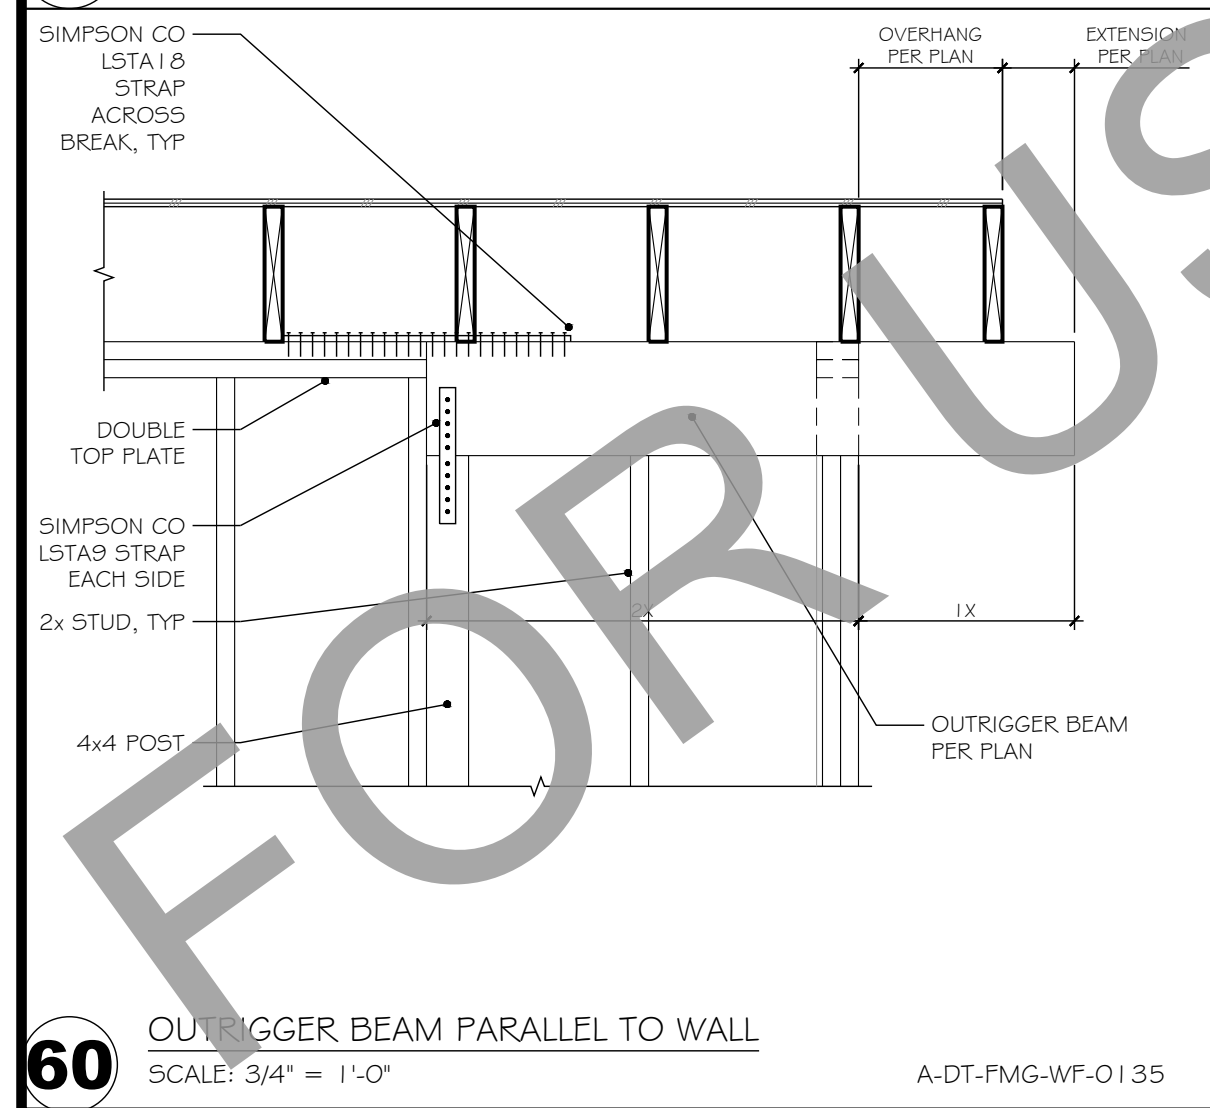 SIMPSON CO
LSTA18
STRAP
ACROSS
BREAK, TYP
OVERHANG
PER PLAN
EXTENSION
PER PLAN
DOUBLE
TOP PLATE
SIMPSON CO
LSTA9 STRAP
EACH SIDE
2x STUD, TYP
2X
1X
4x4 POST
OUTRIGGER BEAM
PER PLAN
FOR US
60
OUTRIGGER BEAM PARALLEL TO WALL
SCALE: 3/4" = 1'-0"
A-DT-FMG-WF-0135